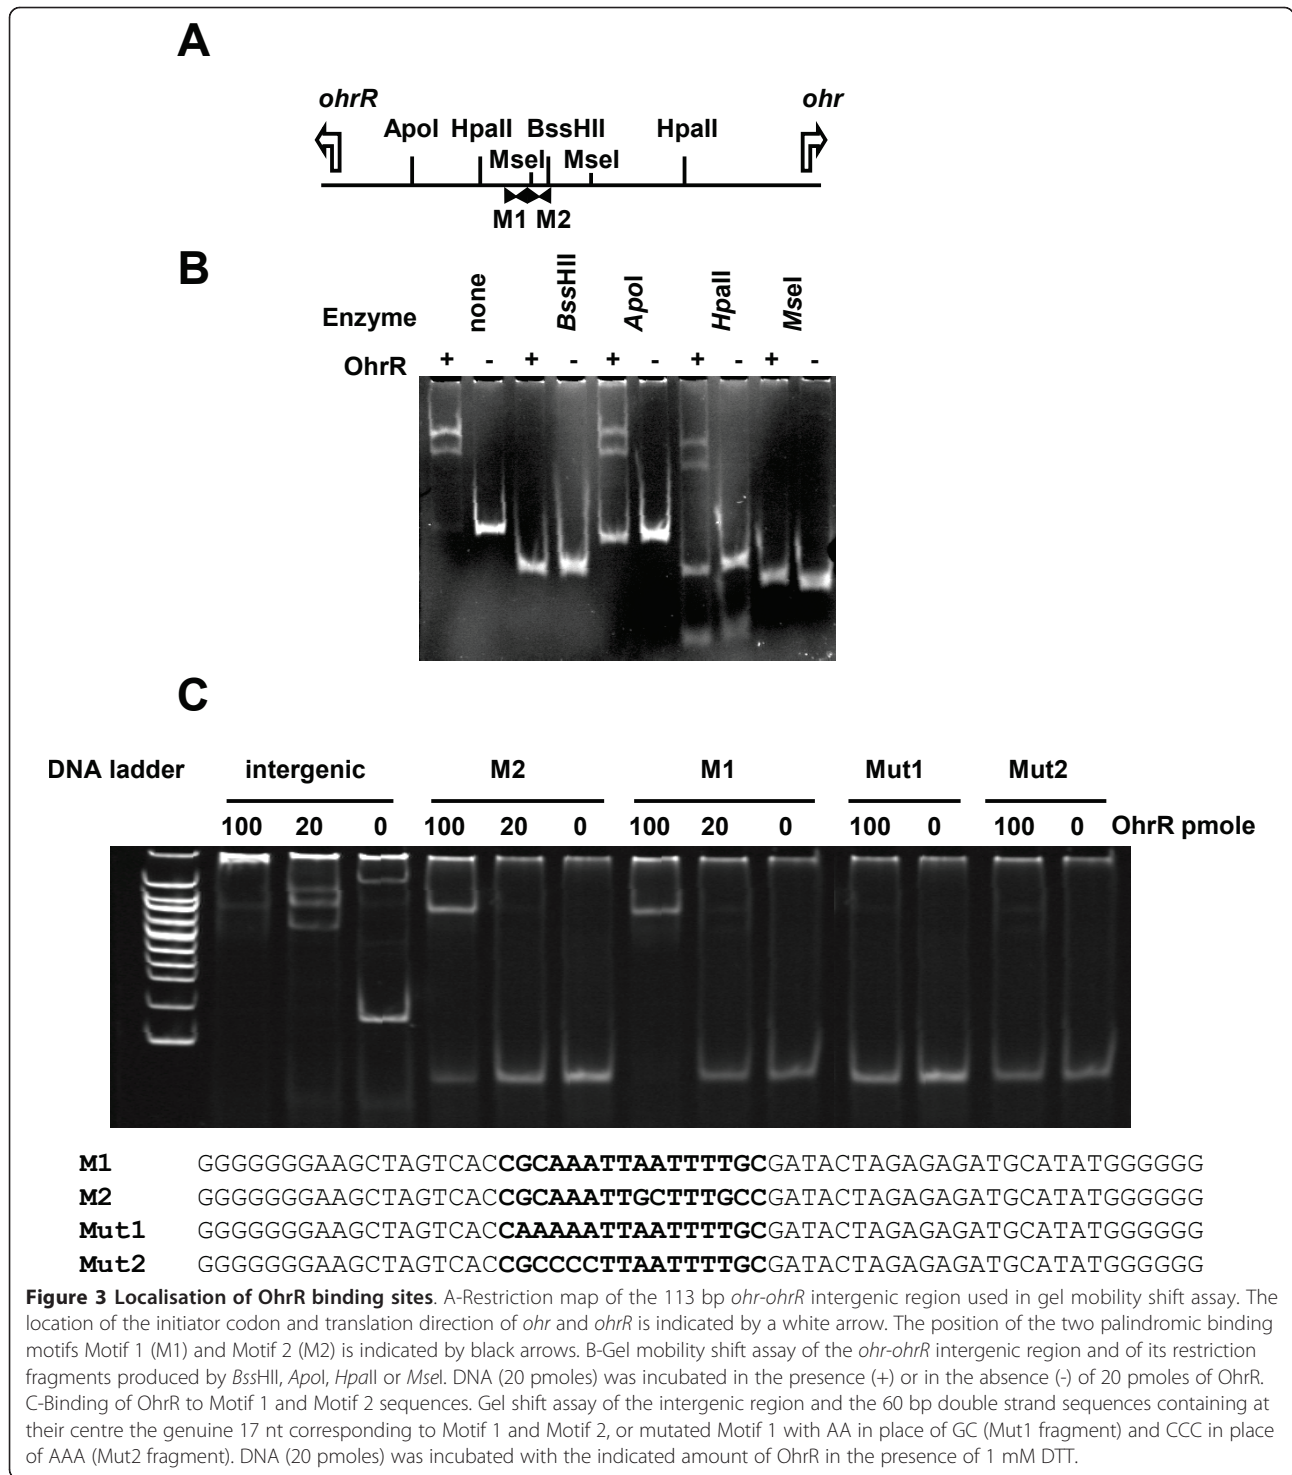 A
ohrR ohr
ApoI HpaII BssHII HpaII
MseI MseI
M1 M2
B
Enzyme none BssHII ApoI HpaII MseI
OhrR + - + - + - + - + -
C
DNA ladder intergenic M2 M1 Mut1 Mut2
100 20 0 100 20 0 100 20 0 100 0 100 0 OhrR pmole
M1 GGGGGGGAAGCTAGTCACCGCAAATTAATTTTGCGATACTAGAGAGATGCATATGGGGGG
M2 GGGGGGGAAGCTAGTCACCGCAAATTGCTTTGCCGATACTAGAGAGATGCATATGGGGGG
Mut1 GGGGGGGAAGCTAGTCACCAAAAATTAATTTTGCGATACTAGAGAGATGCATATGGGGGG
Mut2 GGGGGGGAAGCTAGTCACCGCCCCTTAATTTTGCGATACTAGAGAGATGCATATGGGGGG
Figure 3 Localisation of OhrR binding sites. A-Restriction map of the 113 bp ohr-ohrR intergenic region used in gel mobility shift assay. The
location of the initiator codon and translation direction of ohr and ohrR is indicated by a white arrow. The position of the two palindromic binding
motifs Motif 1 (M1) and Motif 2 (M2) is indicated by black arrows. B-Gel mobility shift assay of the ohr-ohrR intergenic region and of its restriction
fragments produced by BssHII, ApoI, HpaII or MseI. DNA (20 pmoles) was incubated in the presence (+) or in the absence (-) of 20 pmoles of OhrR.
C-Binding of OhrR to Motif 1 and Motif 2 sequences. Gel shift assay of the intergenic region and the 60 bp double strand sequences containing at
their centre the genuine 17 nt corresponding to Motif 1 and Motif 2, or mutated Motif 1 with AA in place of GC (Mut1 fragment) and CCC in place
of AAA (Mut2 fragment). DNA (20 pmoles) was incubated with the indicated amount of OhrR in the presence of 1 mM DTT.